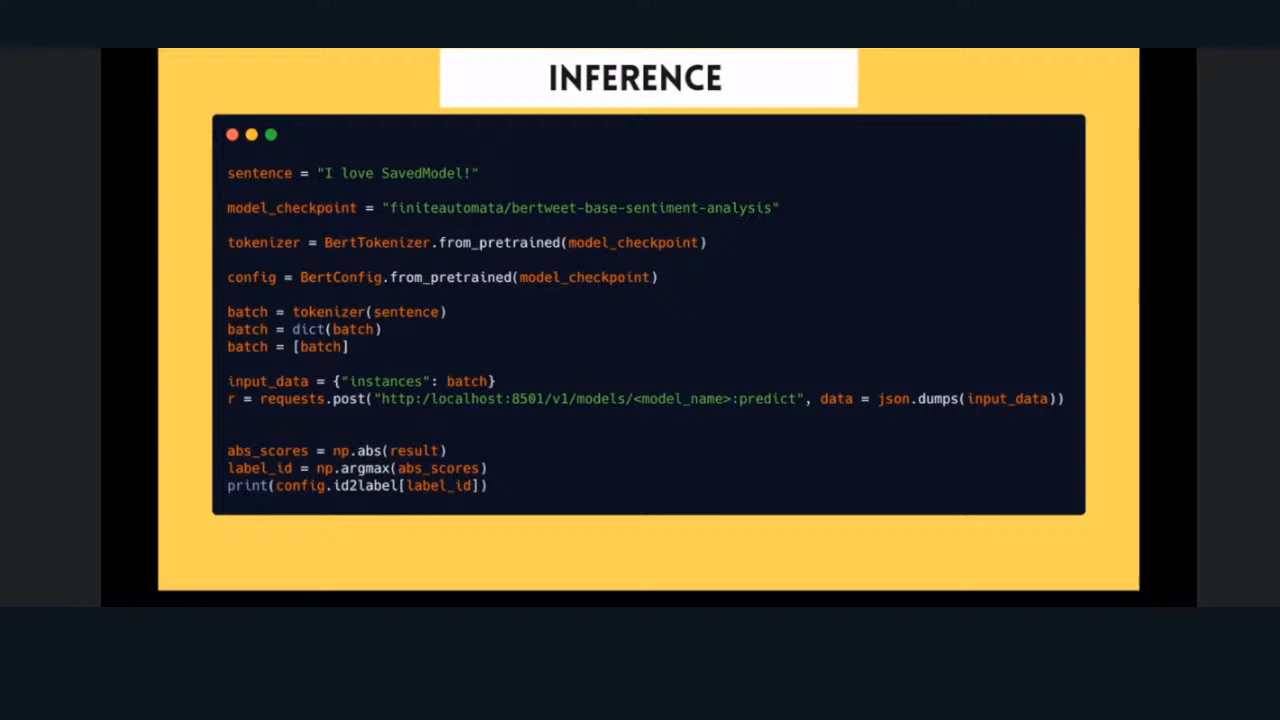 INFERENCE
sentence = "I love SavedModel!"
model_checkpoint = "finiteautomata/bertweet-base-sentiment-analysis"
tokenizer = BertTokenizer.from_pretrained(model_checkpoint)
config = BertConfig.from_pretrained(model_checkpoint)
batch = tokenizer(sentence)
batch = dict(batch)
batch = [batch]
input_data = {"instances": batch}
r = requests.post("http:/localhost:8501/v1/models/<model_name>:predict", data = json.dumps(input_data))
abs_scores = np.abs(result)
label_id = np.argmax(abs_scores)
print(config.id2label[label_id])